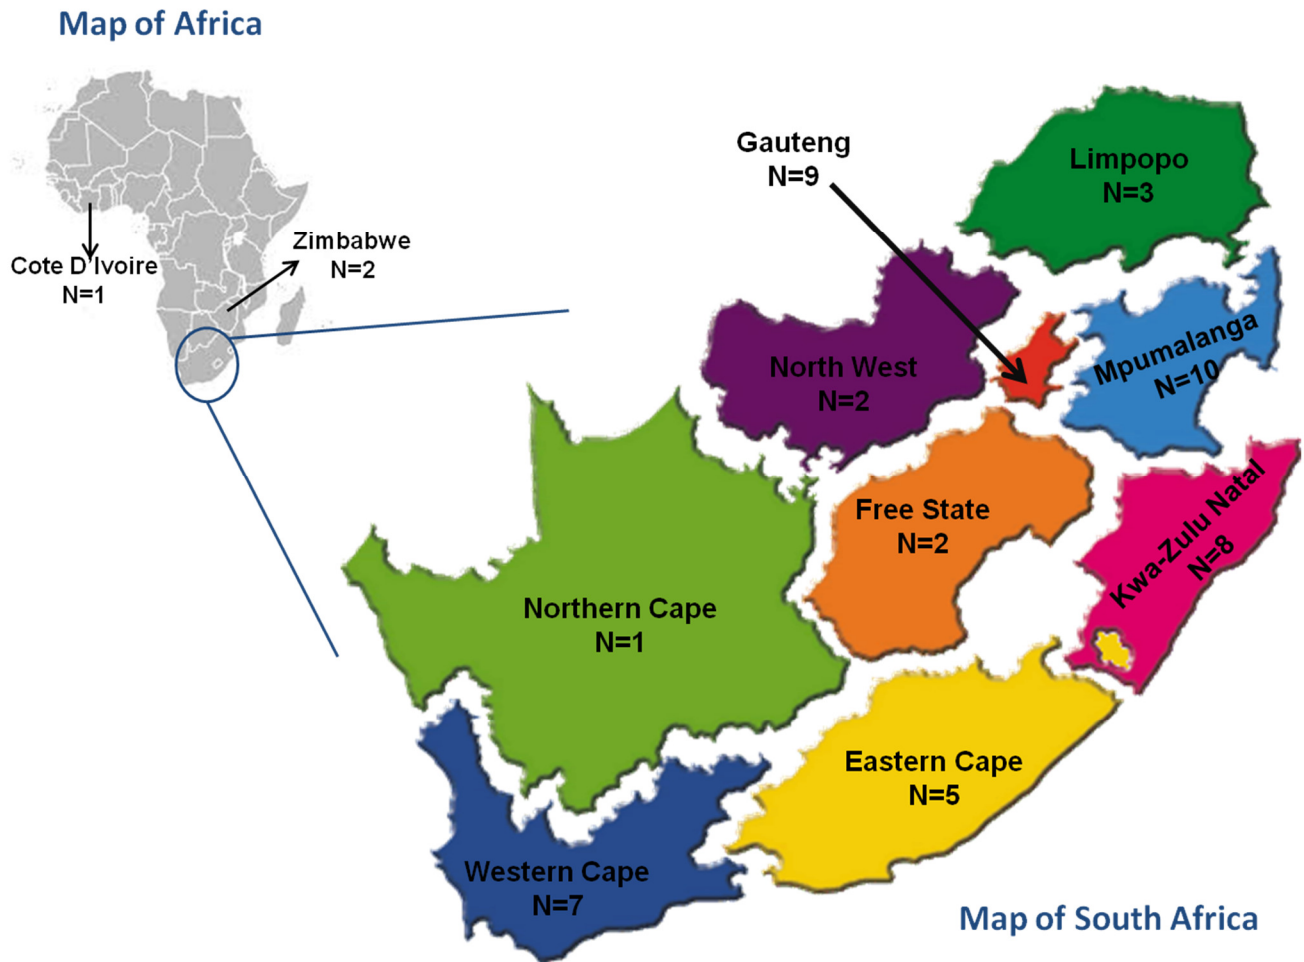 Map of Africa
Cote D'Ivoire
N=1
Zimbabwe
N=2
Gauteng
N=9
Limpopo
N=3
North West
N=2
Mpumalanga
N=10
Free State
N=2
Kwa-Zulu Natal
N=8
Northern Cape
N=1
Eastern Cape
N=5
Western Cape
N=7
Map of South Africa